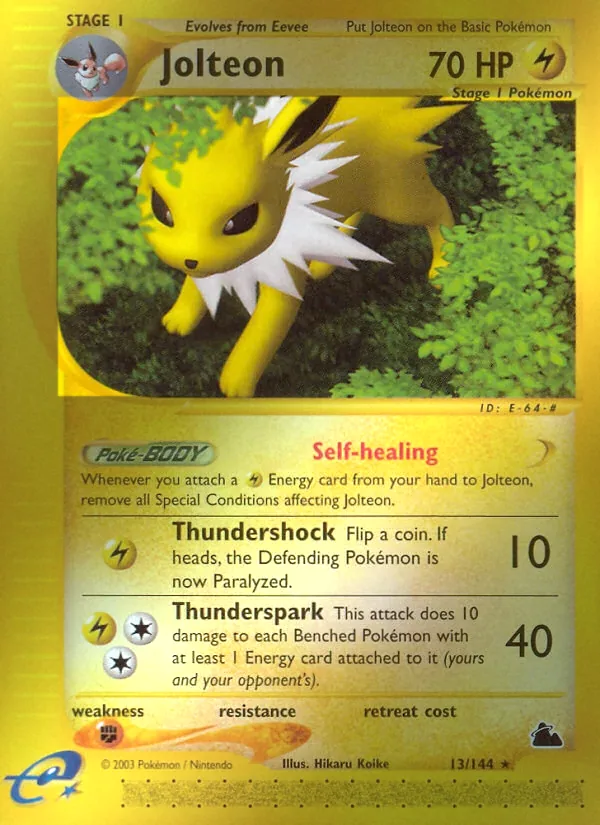 STAGE 1
Evolves from Eevee
Put Jolteon on the Basic Pokémon
Jolteon
70 HP
Stage 1 Pokémon
ID: E-64-#
Poké-BODY
Self-healing
Whenever you attach a Energy card from your hand to Jolteon,
remove all Special Conditions affecting Jolteon.
Thundershock Flip a coin. If
heads, the Defending Pokémon is
now Paralyzed.
10
Thunderspark This attack does 10
damage to each Benched Pokémon with
at least 1 Energy card attached to it (yours
and your opponent's).
40
weakness
resistance
retreat cost
© 2003 Pokémon / Nintendo
Illus. Hikaru Koike
13/144 ★
e